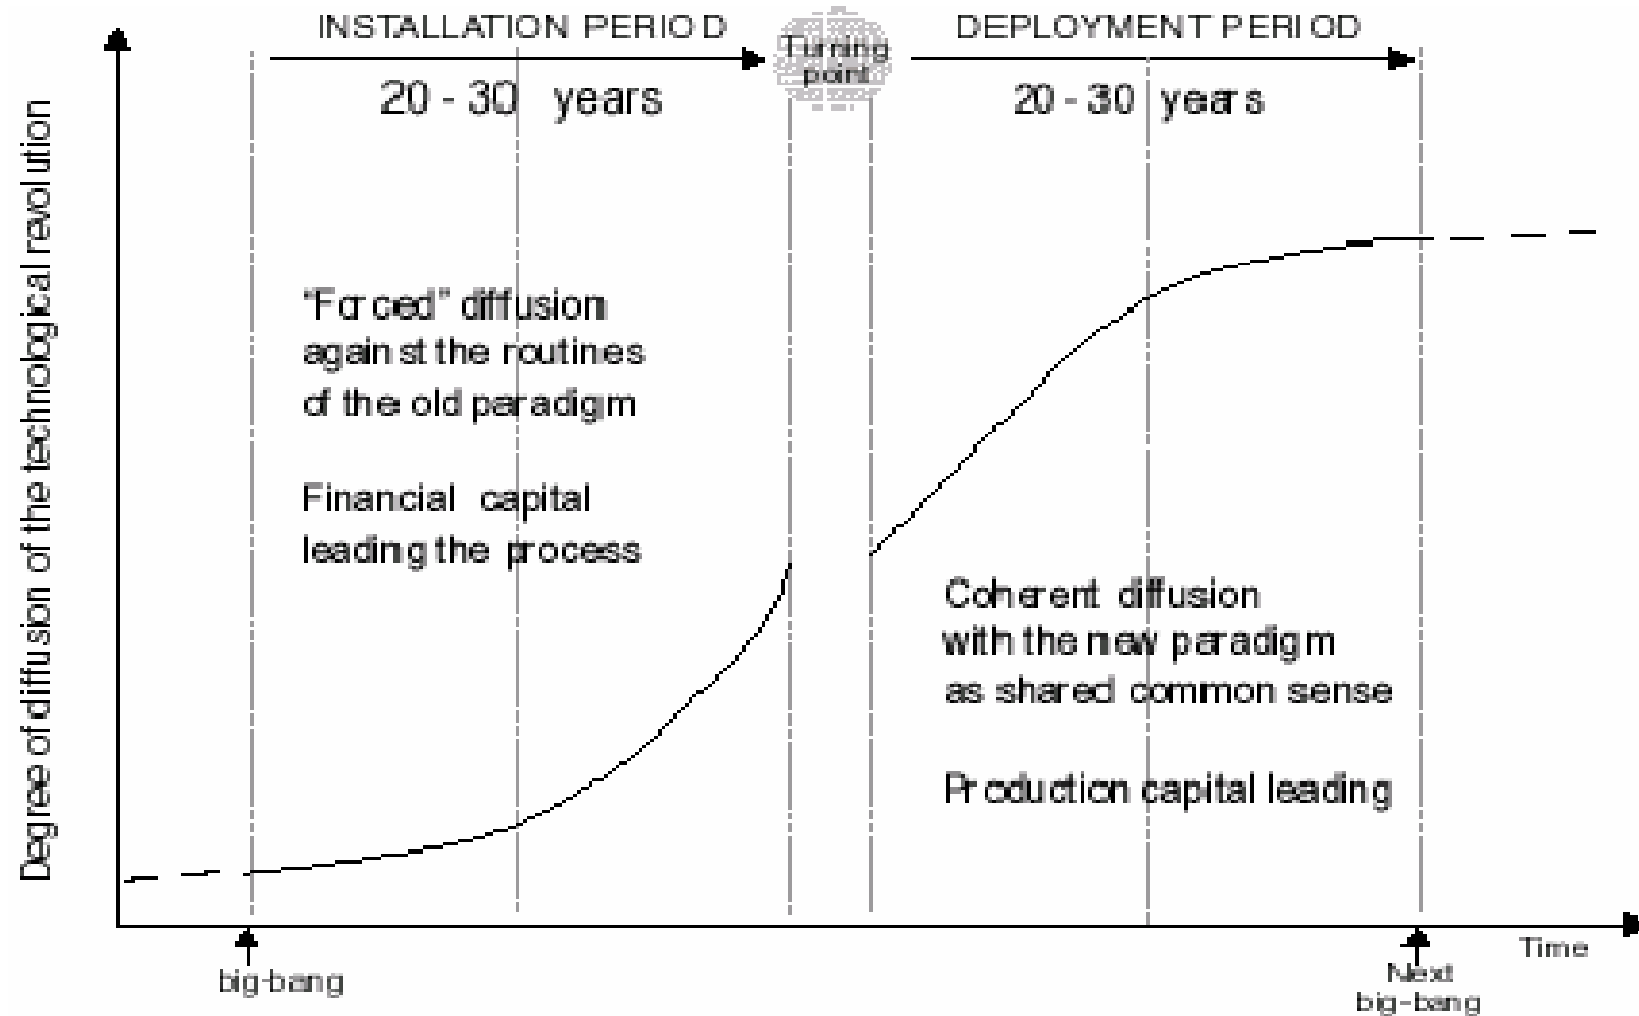 INSTALLATION PERIOD
Turning
point
DEPLOYMENT PERIOD
20 - 30 years
20 - 30 years
Degree of diffusion of the technological revolution
"Forced" diffusion
against the routines
of the old paradigm
Financial capital
leading the process
Coherent diffusion
with the new paradigm
as shared common sense
Production capital leading
Time
big-bang
Next
big-bang